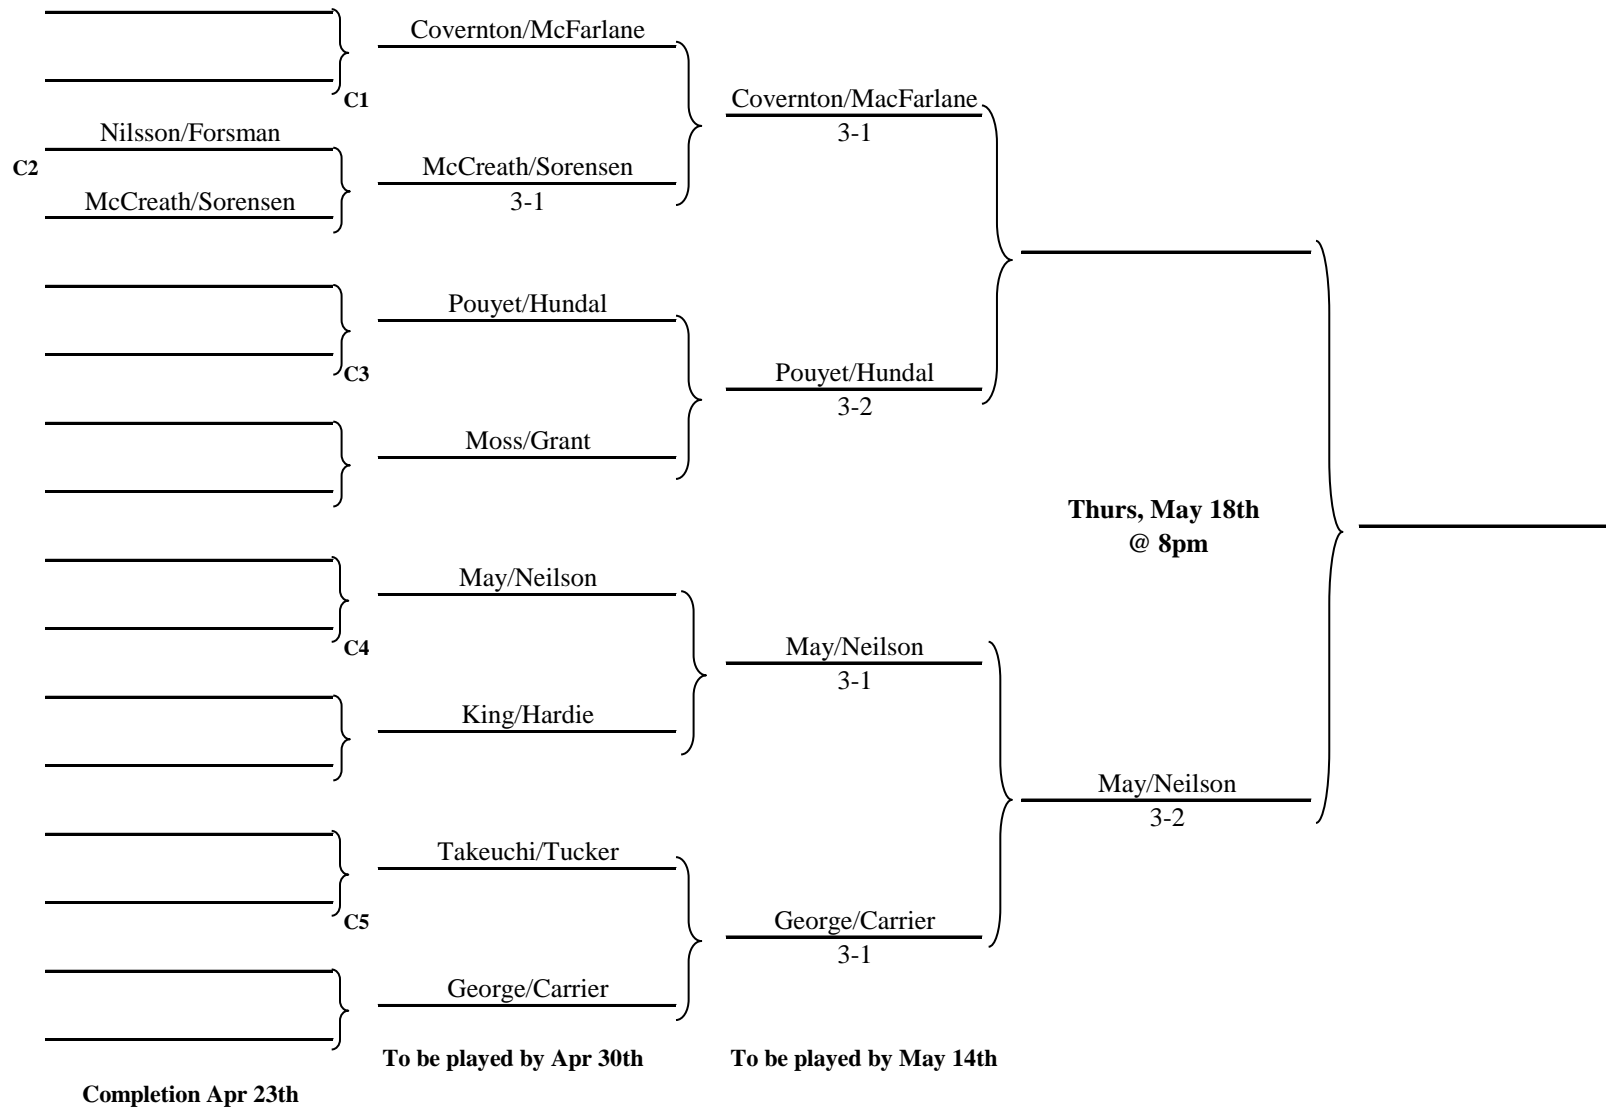 Covernton/McFarlane
C1
Covernton/MacFarlane
3-1
Nilsson/Forsman
C2
McCreath/Sorensen
3-1
McCreath/Sorensen
Pouyet/Hundal
C3
Pouyet/Hundal
3-2
Moss/Grant
Thurs, May 18th
@ 8pm
May/Neilson
C4
May/Neilson
3-1
King/Hardie
May/Neilson
3-2
Takeuchi/Tucker
C5
George/Carrier
3-1
George/Carrier
To be played by Apr 30th
To be played by May 14th
Completion Apr 23th